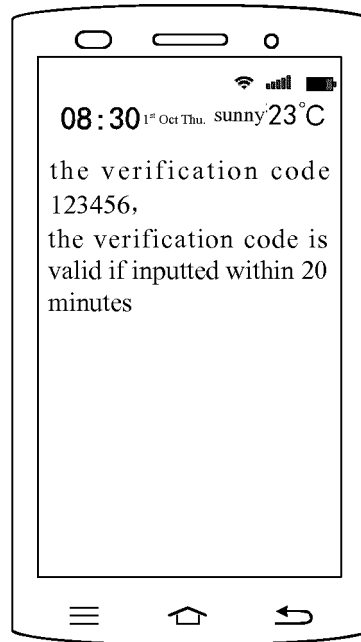 08:30 1st Oct Thu. sunny 23°C
the verification code
123456,
the verification code is
valid if inputted within 20
minutes